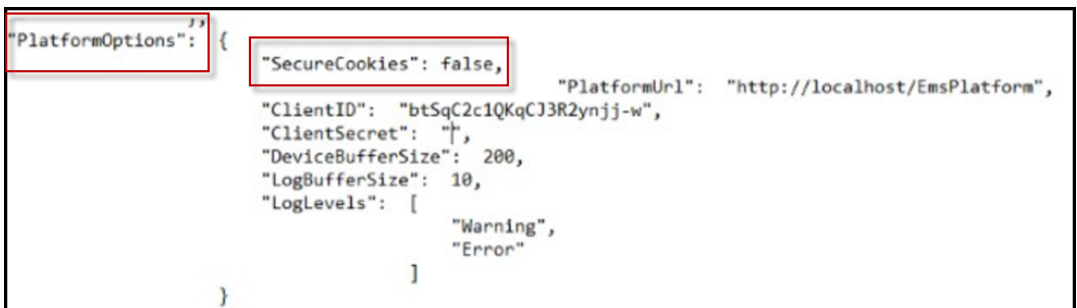 },
"PlatformOptions": {
"SecureCookies": false,
"PlatformUrl": "http://localhost/EmsPlatform",
"ClientID": "btSqC2c1QKqCJ3R2ynjj-w",
"ClientSecret": "",
"DeviceBufferSize": 200,
"LogBufferSize": 10,
"LogLevels": [
"Warning",
"Error"
]
}